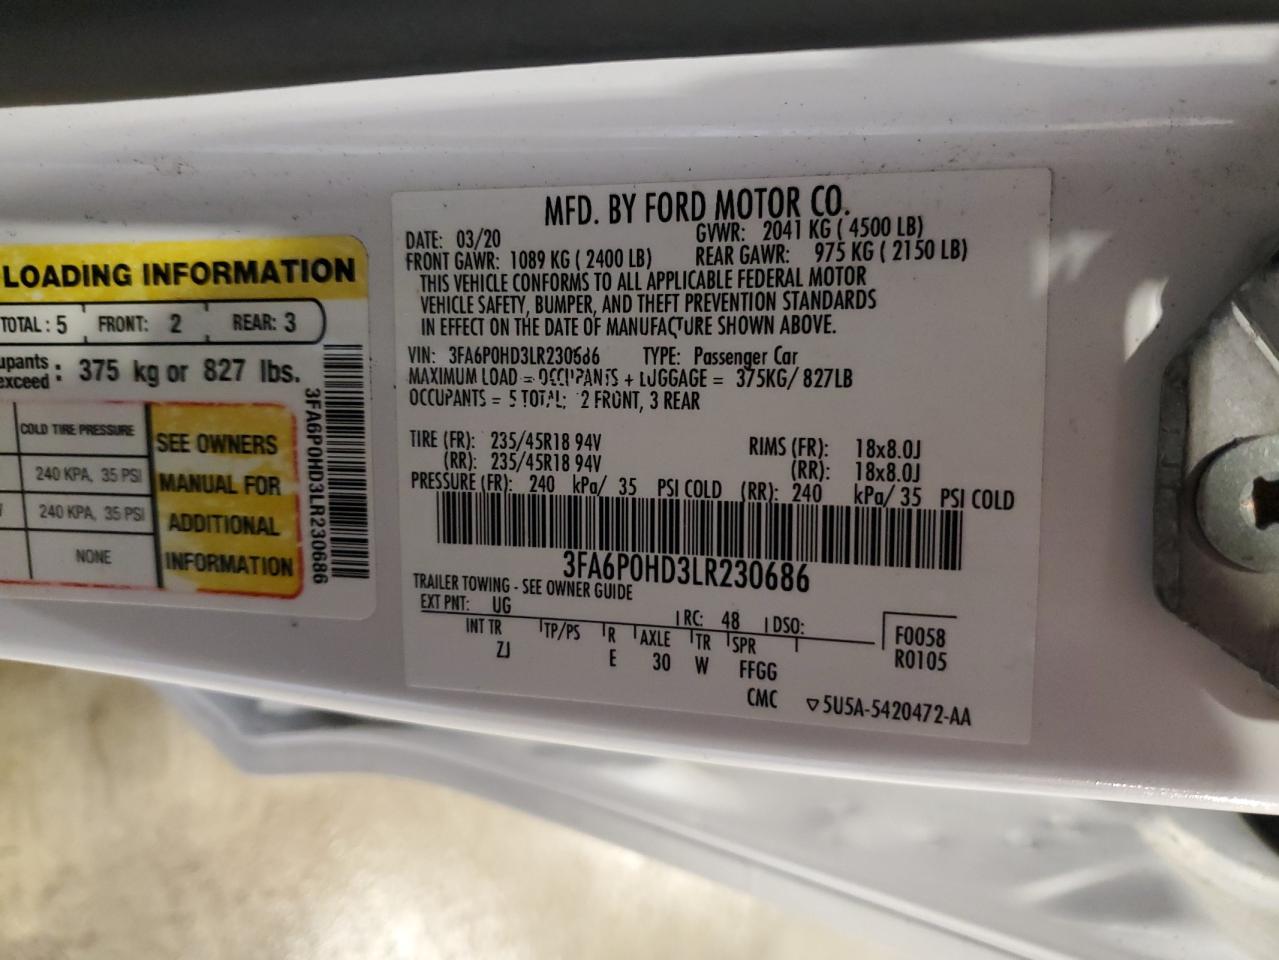 LOADING INFORMATION
TOTAL: 5 FRONT: 2 REAR: 3
upants
exceed : 375 kg or 827 lbs.
COLD TIRE PRESSURE
240 KPA, 35 PSI
240 KPA, 35 PSI
NONE
SEE OWNERS
MANUAL FOR
ADDITIONAL
INFORMATION
3FA6P0HD3LR230686
MFD. BY FORD MOTOR CO.
DATE: 03/20 GVWR: 2041 KG ( 4500 LB)
FRONT GAWR: 1089 KG ( 2400 LB) REAR GAWR: 975 KG ( 2150 LB)
THIS VEHICLE CONFORMS TO ALL APPLICABLE FEDERAL MOTOR
VEHICLE SAFETY, BUMPER, AND THEFT PREVENTION STANDARDS
IN EFFECT ON THE DATE OF MANUFACTURE SHOWN ABOVE.
VIN: 3FA6P0HD3LR230686 TYPE: Passenger Car
MAXIMUM LOAD = OCCUPANTS + LUGGAGE = 375KG/ 827LB
OCCUPANTS = 5 TOTAL: 2 FRONT, 3 REAR
TIRE (FR): 235/45R18 94V RIMS (FR): 18x8.0J
(RR): 235/45R18 94V (RR): 18x8.0J
PRESSURE (FR): 240 kPa/ 35 PSI COLD (RR): 240 kPa/ 35 PSI COLD
3FA6P0HD3LR230686
TRAILER TOWING - SEE OWNER GUIDE
EXT PNT: UG RC: 48 DSO: F0058
INT TR TP/PS R AXLE TR SPR R0105
ZJ E 30 W FFGG
CMC ▽5U5A-5420472-AA